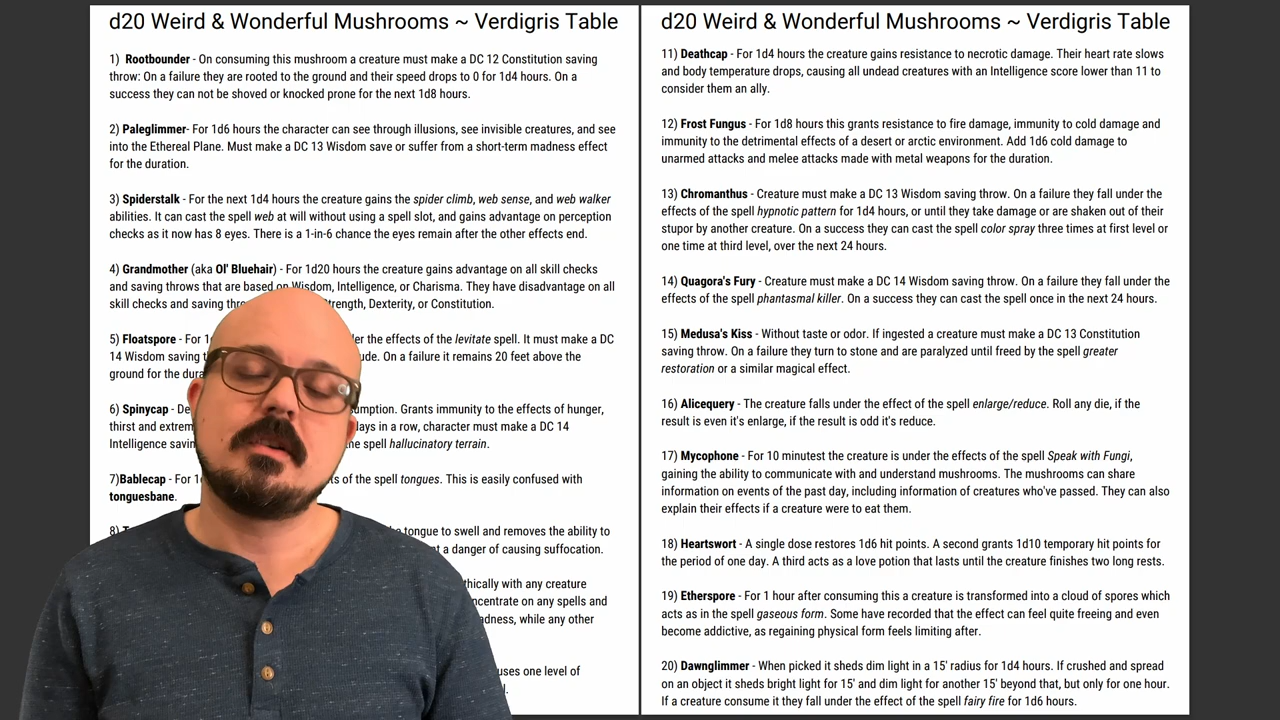 d20 Weird & Wonderful Mushrooms ~ Verdigris Table
1) Rootbounder - On consuming this mushroom a creature must make a DC 12 Constitution saving
throw: On a failure they are rooted to the ground and their speed drops to 0 for 1d4 hours. On a
success they can not be shoved or knocked prone for the next 1d8 hours.
2) Paleglimmer- For 1d6 hours the character can see through illusions, see invisible creatures, and see
into the Ethereal Plane. Must make a DC 13 Wisdom save or suffer from a short-term madness effect
for the duration.
3) Spiderstalk - For the next 1d4 hours the creature gains the spider climb, web sense, and web walker
abilities. It can cast the spell web at will without using a spell slot, and gains advantage on perception
checks as it now has 8 eyes. There is a 1-in-6 chance the eyes remain after the other effects end.
4) Grandmother (aka Ol' Bluehair) - For 1d20 hours the creature gains advantage on all skill checks
and saving throws that are based on Wisdom, Intelligence, or Charisma. They have disadvantage on all
skill checks and saving Strength, Dexterity, or Constitution.
5) Floatspore - For the effects of the levitate spell. It must make a DC
14 Wisdom saving On a failure it remains 20 feet above the
ground for the
6) Spinycap - Grants immunity to the effects of hunger,
thirst and in a row, character must make a DC 14
Intelligence the spell hallucinatory terrain.
7)Bablecap - For of the spell tongues. This is easily confused with
tonguesbane.
8) tongue to swell and removes the ability to
a danger of causing suffocation.
with any creature
on any spells and
while any other
one level of
d20 Weird & Wonderful Mushrooms ~ Verdigris Table
11) Deathcap - For 1d4 hours the creature gains resistance to necrotic damage. Their heart rate slows
and body temperature drops, causing all undead creatures with an Intelligence score lower than 11 to
consider them an ally.
12) Frost Fungus - For 1d8 hours this grants resistance to fire damage, immunity to cold damage and
immunity to the detrimental effects of a desert or arctic environment. Add 1d6 cold damage to
unarmed attacks and melee attacks made with metal weapons for the duration.
13) Chromanthus - Creature must make a DC 13 Wisdom saving throw. On a failure they fall under the
effects of the spell hypnotic pattern for 1d4 hours, or until they take damage or are shaken out of their
stupor by another creature. On a success they can cast the spell color spray three times at first level or
one time at third level, over the next 24 hours.
14) Quagora's Fury - Creature must make a DC 14 Wisdom saving throw. On a failure they fall under the
effects of the spell phantasmal killer. On a success they can cast the spell once in the next 24 hours.
15) Medusa's Kiss - Without taste or odor. If ingested a creature must make a DC 13 Constitution
saving throw. On a failure they turn to stone and are paralyzed until freed by the spell greater
restoration or a similar magical effect.
16) Alicequery - The creature falls under the effect of the spell enlarge/reduce. Roll any die, if the
result is even it's enlarge, if the result is odd it's reduce.
17) Mycophone - For 10 minutest the creature is under the effects of the spell Speak with Fungi,
gaining the ability to communicate with and understand mushrooms. The mushrooms can share
information on events of the past day, including information of creatures who've passed. They can also
explain their effects if a creature were to eat them.
18) Heartswort - A single dose restores 1d6 hit points. A second grants 1d10 temporary hit points for
the period of one day. A third acts as a love potion that lasts until the creature finishes two long rests.
19) Etherspore - For 1 hour after consuming this a creature is transformed into a cloud of spores which
acts as in the spell gaseous form. Some have recorded that the effect can feel quite freeing and even
become addictive, as regaining physical form feels limiting after.
20) Dawnglimmer - When picked it sheds dim light in a 15' radius for 1d4 hours. If crushed and spread
on an object it sheds bright light for 15' and dim light for another 15' beyond that, but only for one hour.
If a creature consume it they fall under the effect of the spell fairy fire for 1d6 hours.